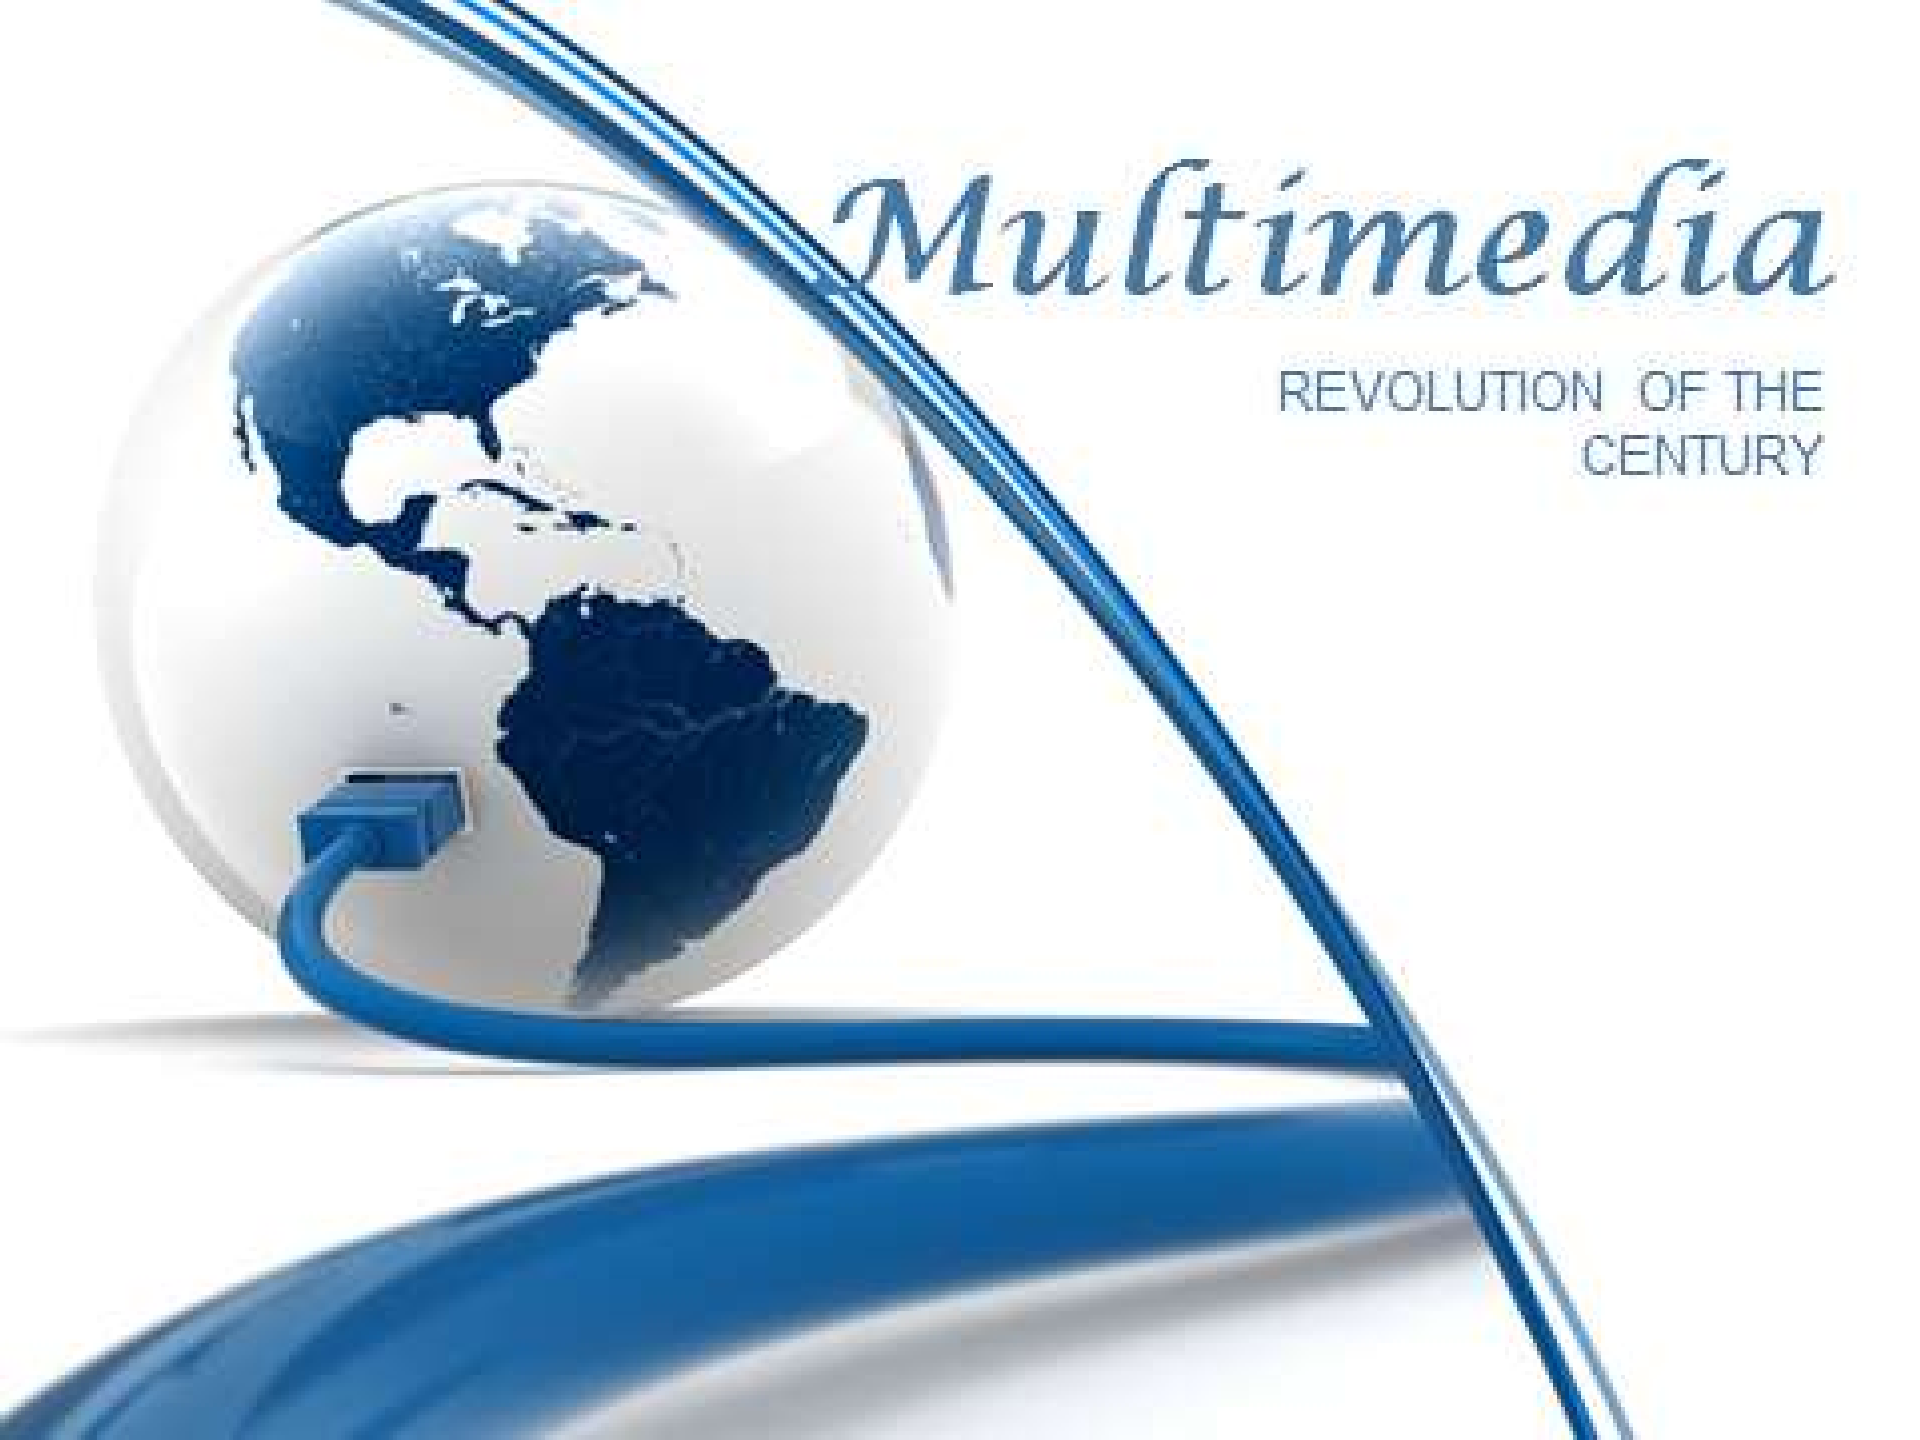 Multimedia
REVOLUTION OF THE
CENTURY